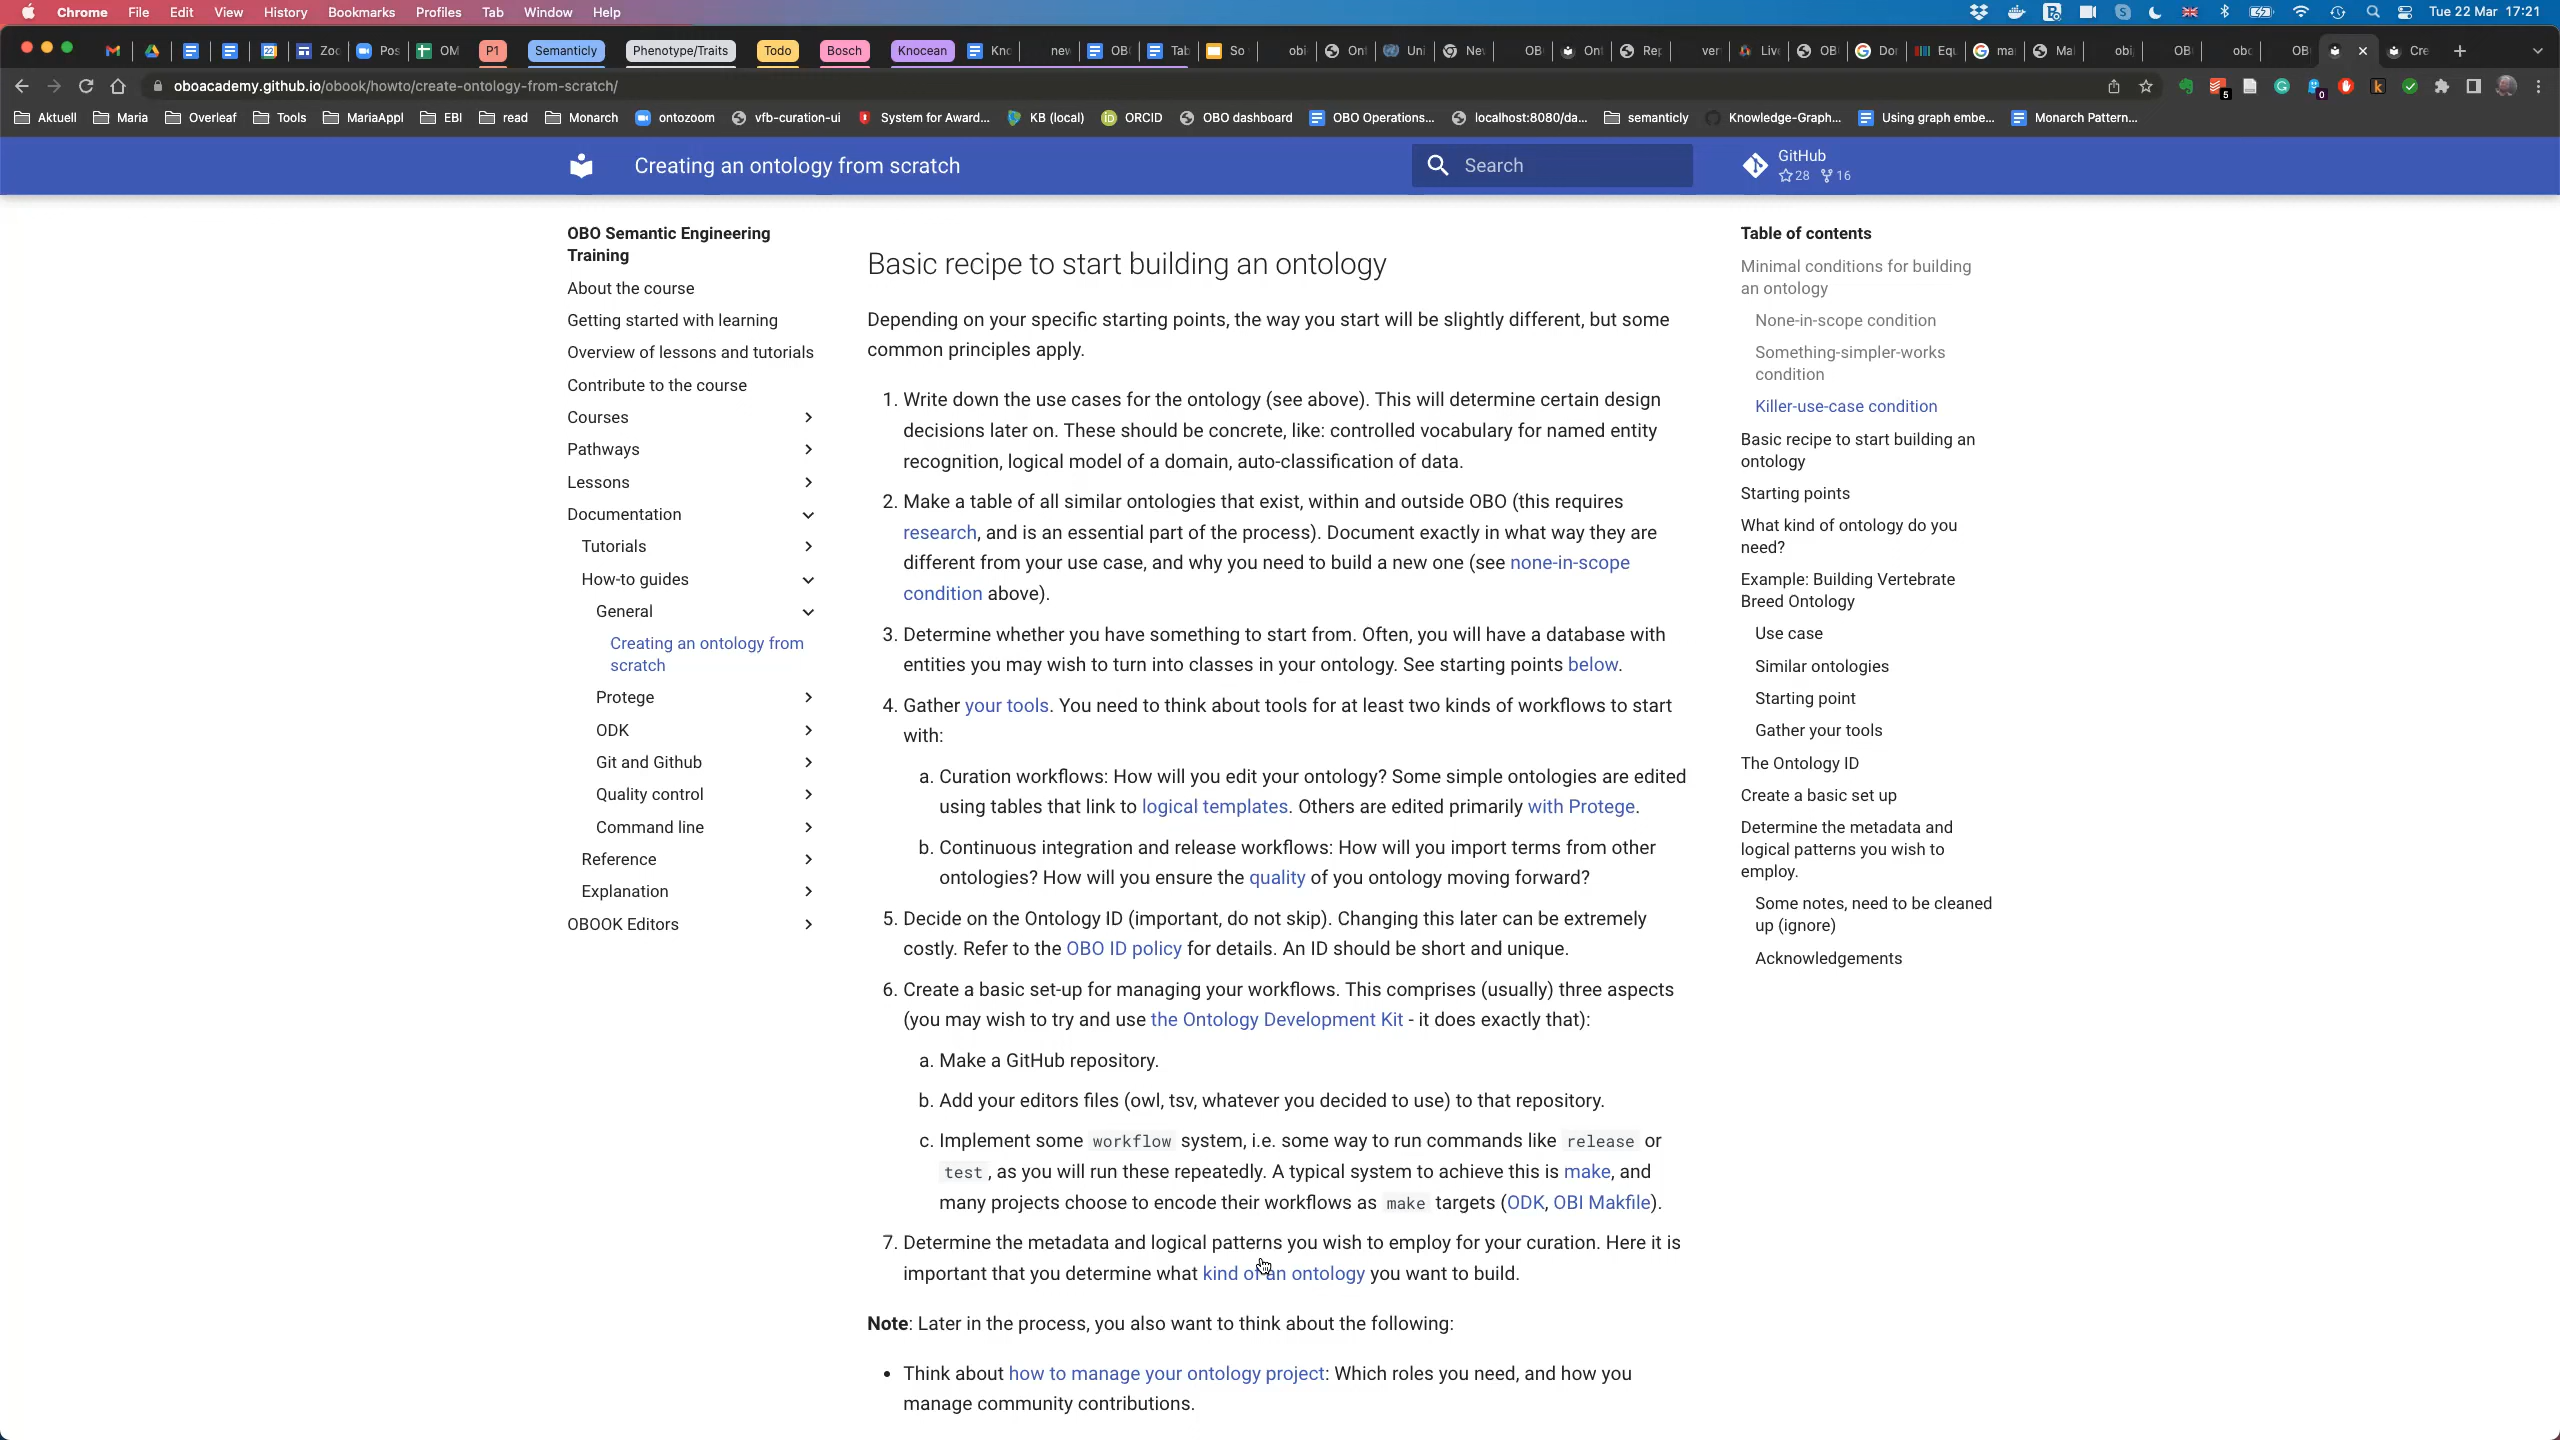 Chrome File Edit View History Bookmarks Profiles Tab Window Help Tue 22 Mar 17:21
22 Zoo Pos OM P1 Semanticly Phenotype/Traits Todo Bosch Knocean Knc new OB Tab So obi Ont Uni Nev OB Ont Rep ver Live OB Dor Equ ma Mal obi, OB obc OB Cre
oboacademy.github.io/obook/howto/create-ontology-from-scratch/ 5 0
Aktuell Maria Overleaf Tools MariaAppl EBI read Monarch ontozoom vfb-curation-ui System for Award... KB (local) ORCID OBO dashboard OBO Operations... localhost:8080/da... semanticly Knowledge-Graph... Using graph embe... Monarch Pattern...
Creating an ontology from scratch
Search
GitHub
28 16
OBO Semantic Engineering
Training
About the course
Getting started with learning
Overview of lessons and tutorials
Contribute to the course
Courses
Pathways
Lessons
Documentation
Tutorials
How-to guides
General
Creating an ontology from
scratch
Protege
ODK
Git and Github
Quality control
Command line
Reference
Explanation
OBOOK Editors
Basic recipe to start building an ontology
Depending on your specific starting points, the way you start will be slightly different, but some
common principles apply.
1. Write down the use cases for the ontology (see above). This will determine certain design
decisions later on. These should be concrete, like: controlled vocabulary for named entity
recognition, logical model of a domain, auto-classification of data.
2. Make a table of all similar ontologies that exist, within and outside OBO (this requires
research, and is an essential part of the process). Document exactly in what way they are
different from your use case, and why you need to build a new one (see none-in-scope
condition above).
3. Determine whether you have something to start from. Often, you will have a database with
entities you may wish to turn into classes in your ontology. See starting points below.
4. Gather your tools. You need to think about tools for at least two kinds of workflows to start
with:
a. Curation workflows: How will you edit your ontology? Some simple ontologies are edited
using tables that link to logical templates. Others are edited primarily with Protege.
b. Continuous integration and release workflows: How will you import terms from other
ontologies? How will you ensure the quality of you ontology moving forward?
5. Decide on the Ontology ID (important, do not skip). Changing this later can be extremely
costly. Refer to the OBO ID policy for details. An ID should be short and unique.
6. Create a basic set-up for managing your workflows. This comprises (usually) three aspects
(you may wish to try and use the Ontology Development Kit - it does exactly that):
a. Make a GitHub repository.
b. Add your editors files (owl, tsv, whatever you decided to use) to that repository.
c. Implement some workflow system, i.e. some way to run commands like release or
test, as you will run these repeatedly. A typical system to achieve this is make, and
many projects choose to encode their workflows as make targets (ODK, OBI Makfile).
7. Determine the metadata and logical patterns you wish to employ for your curation. Here it is
important that you determine what kind of an ontology you want to build.
Note: Later in the process, you also want to think about the following:
• Think about how to manage your ontology project: Which roles you need, and how you
manage community contributions.
Table of contents
Minimal conditions for building
an ontology
None-in-scope condition
Something-simpler-works
condition
Killer-use-case condition
Basic recipe to start building an
ontology
Starting points
What kind of ontology do you
need?
Example: Building Vertebrate
Breed Ontology
Use case
Similar ontologies
Starting point
Gather your tools
The Ontology ID
Create a basic set up
Determine the metadata and
logical patterns you wish to
employ.
Some notes, need to be cleaned
up (ignore)
Acknowledgements